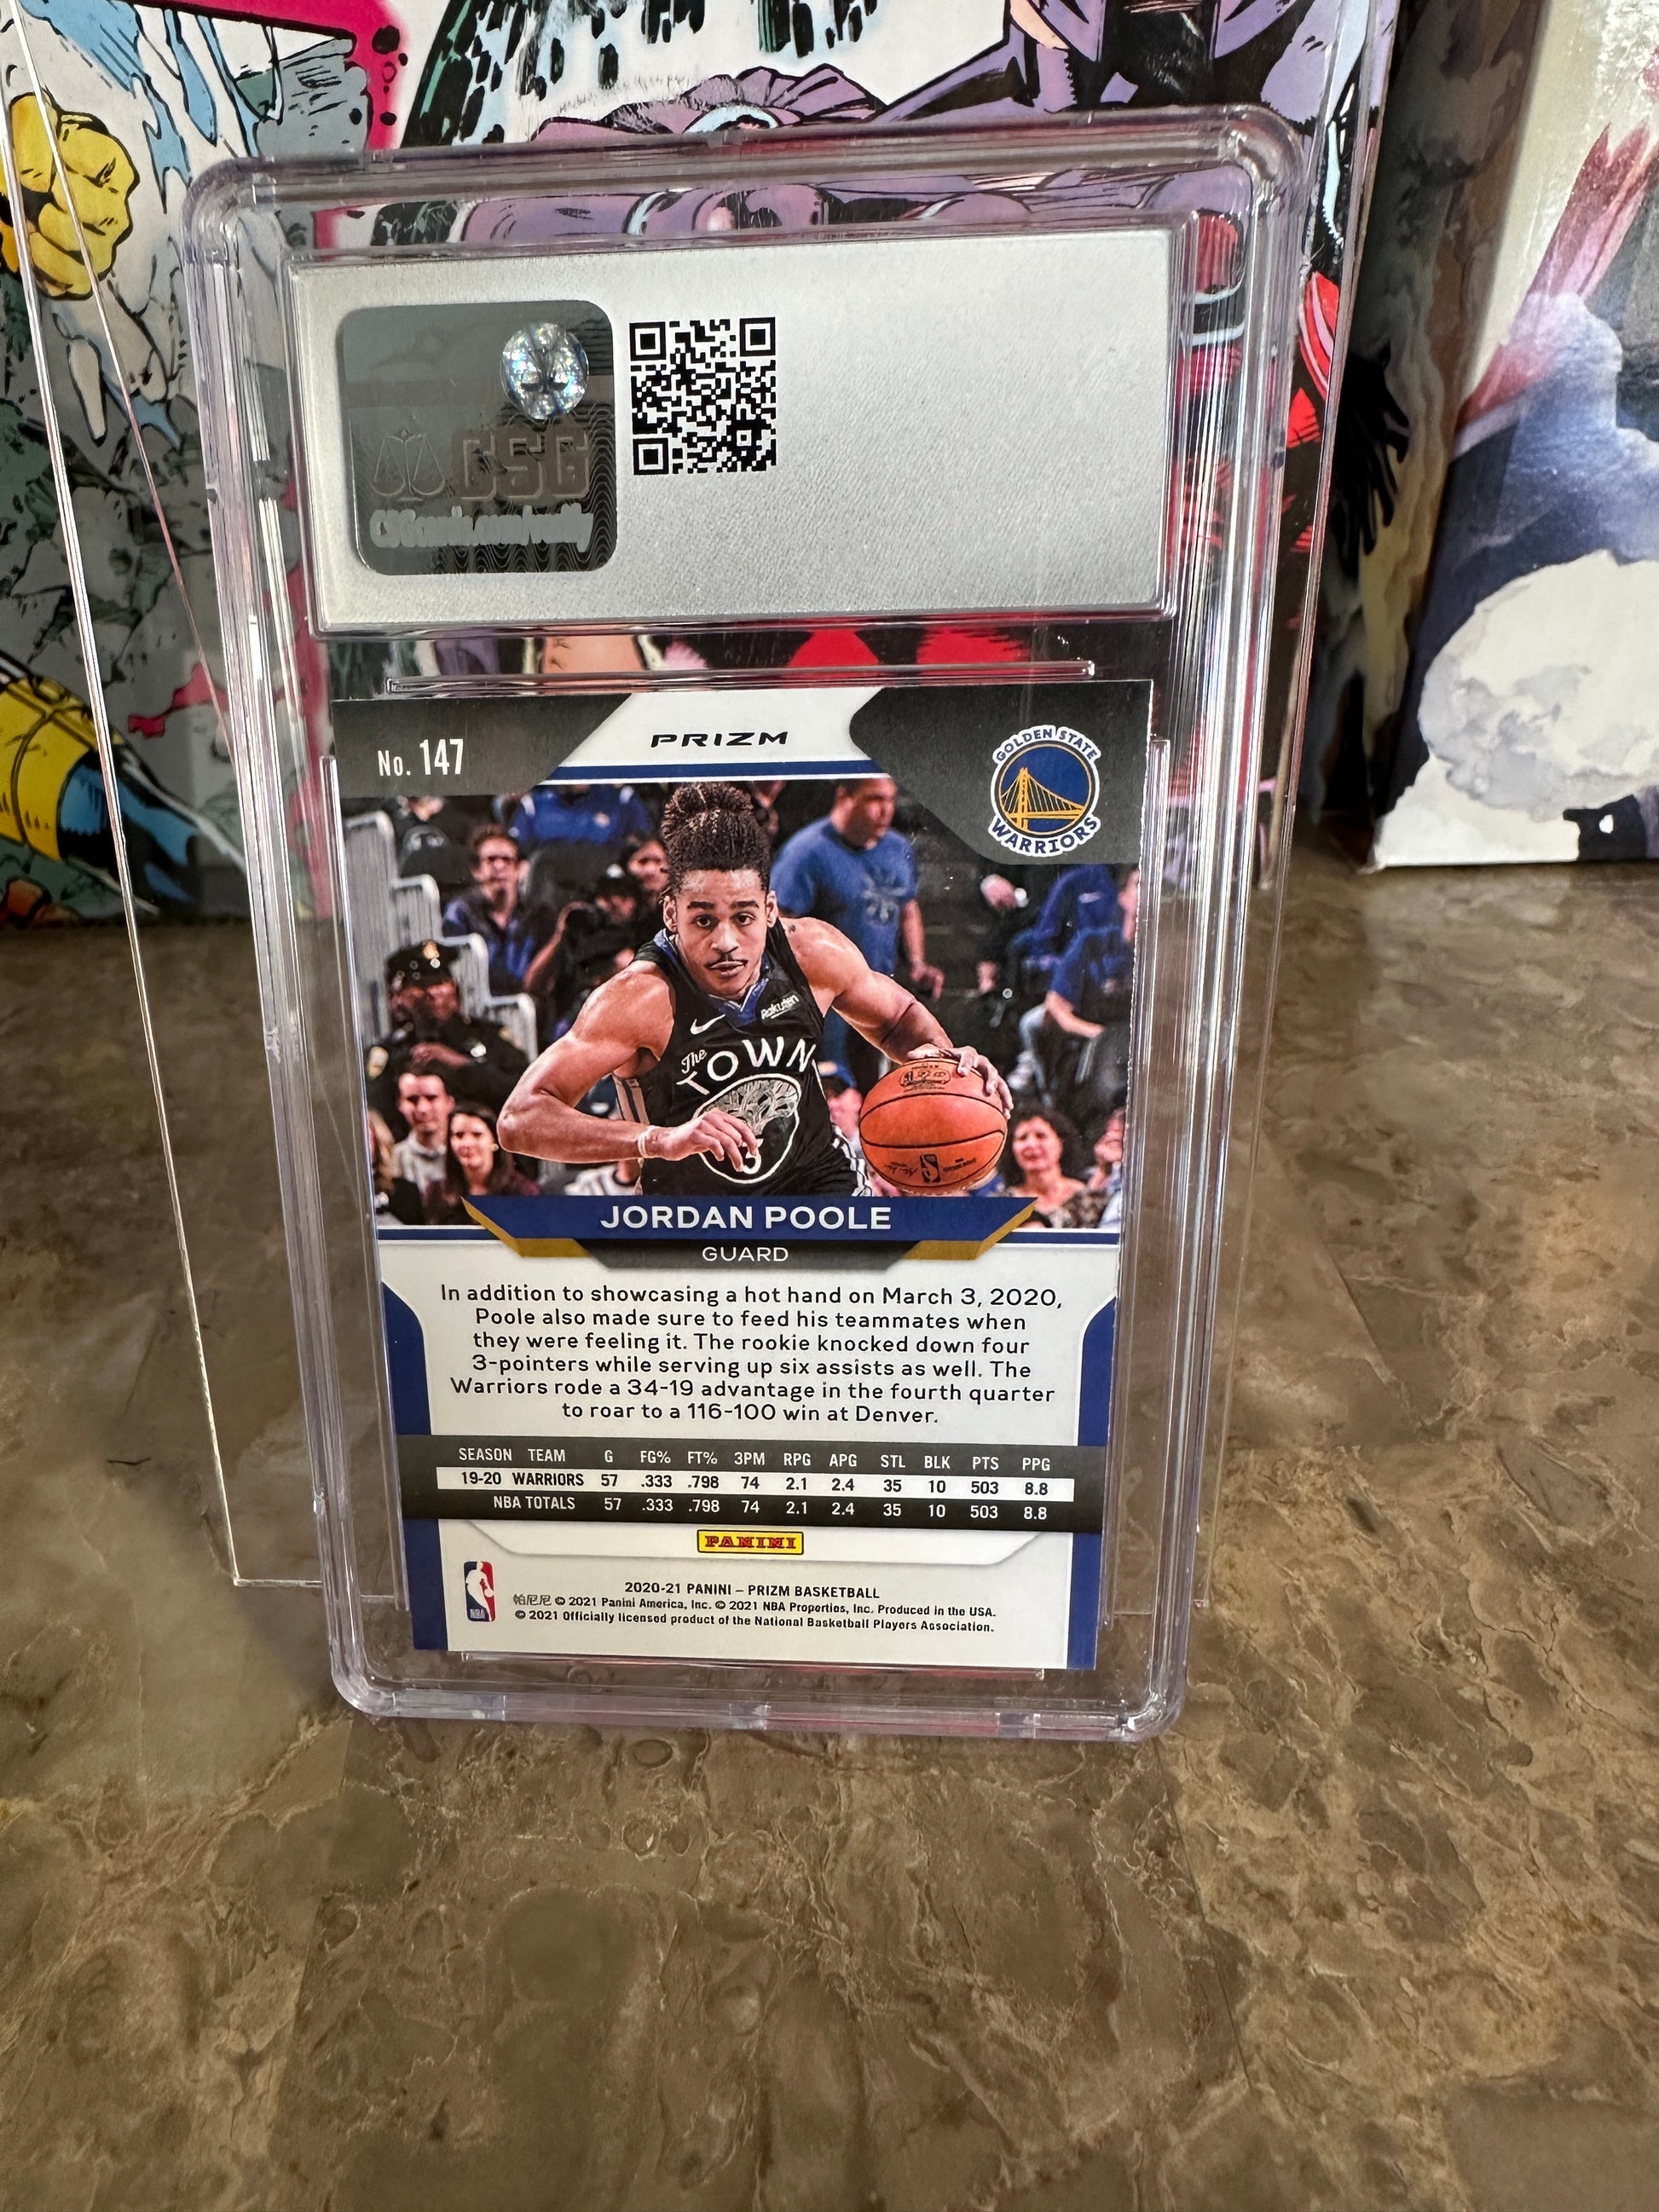 CSG
No. 147
PRIZM
GOLDEN STATE
WARRIORS
Rakuten
The
TOWN
JORDAN POOLE
GUARD
In addition to showcasing a hot hand on March 3, 2020,
Poole also made sure to feed his teammates when
they were feeling it. The rookie knocked down four
3-pointers while serving up six assists as well. The
Warriors rode a 34-19 advantage in the fourth quarter
to roar to a 116-100 win at Denver.
SEASON TEAM G FG% FT% 3PM RPG APG STL BLK PTS PPG
19-20 WARRIORS 57 .333 .798 74 2.1 2.4 35 10 503 8.8
NBA TOTALS 57 .333 .798 74 2.1 2.4 35 10 503 8.8
PANINI
NBA
2020-21 PANINI – PRIZM BASKETBALL
帕尼尼 © 2021 Panini America, Inc. © 2021 NBA Properties, Inc. Produced in the USA.
© 2021 Officially licensed product of the National Basketball Players Association.